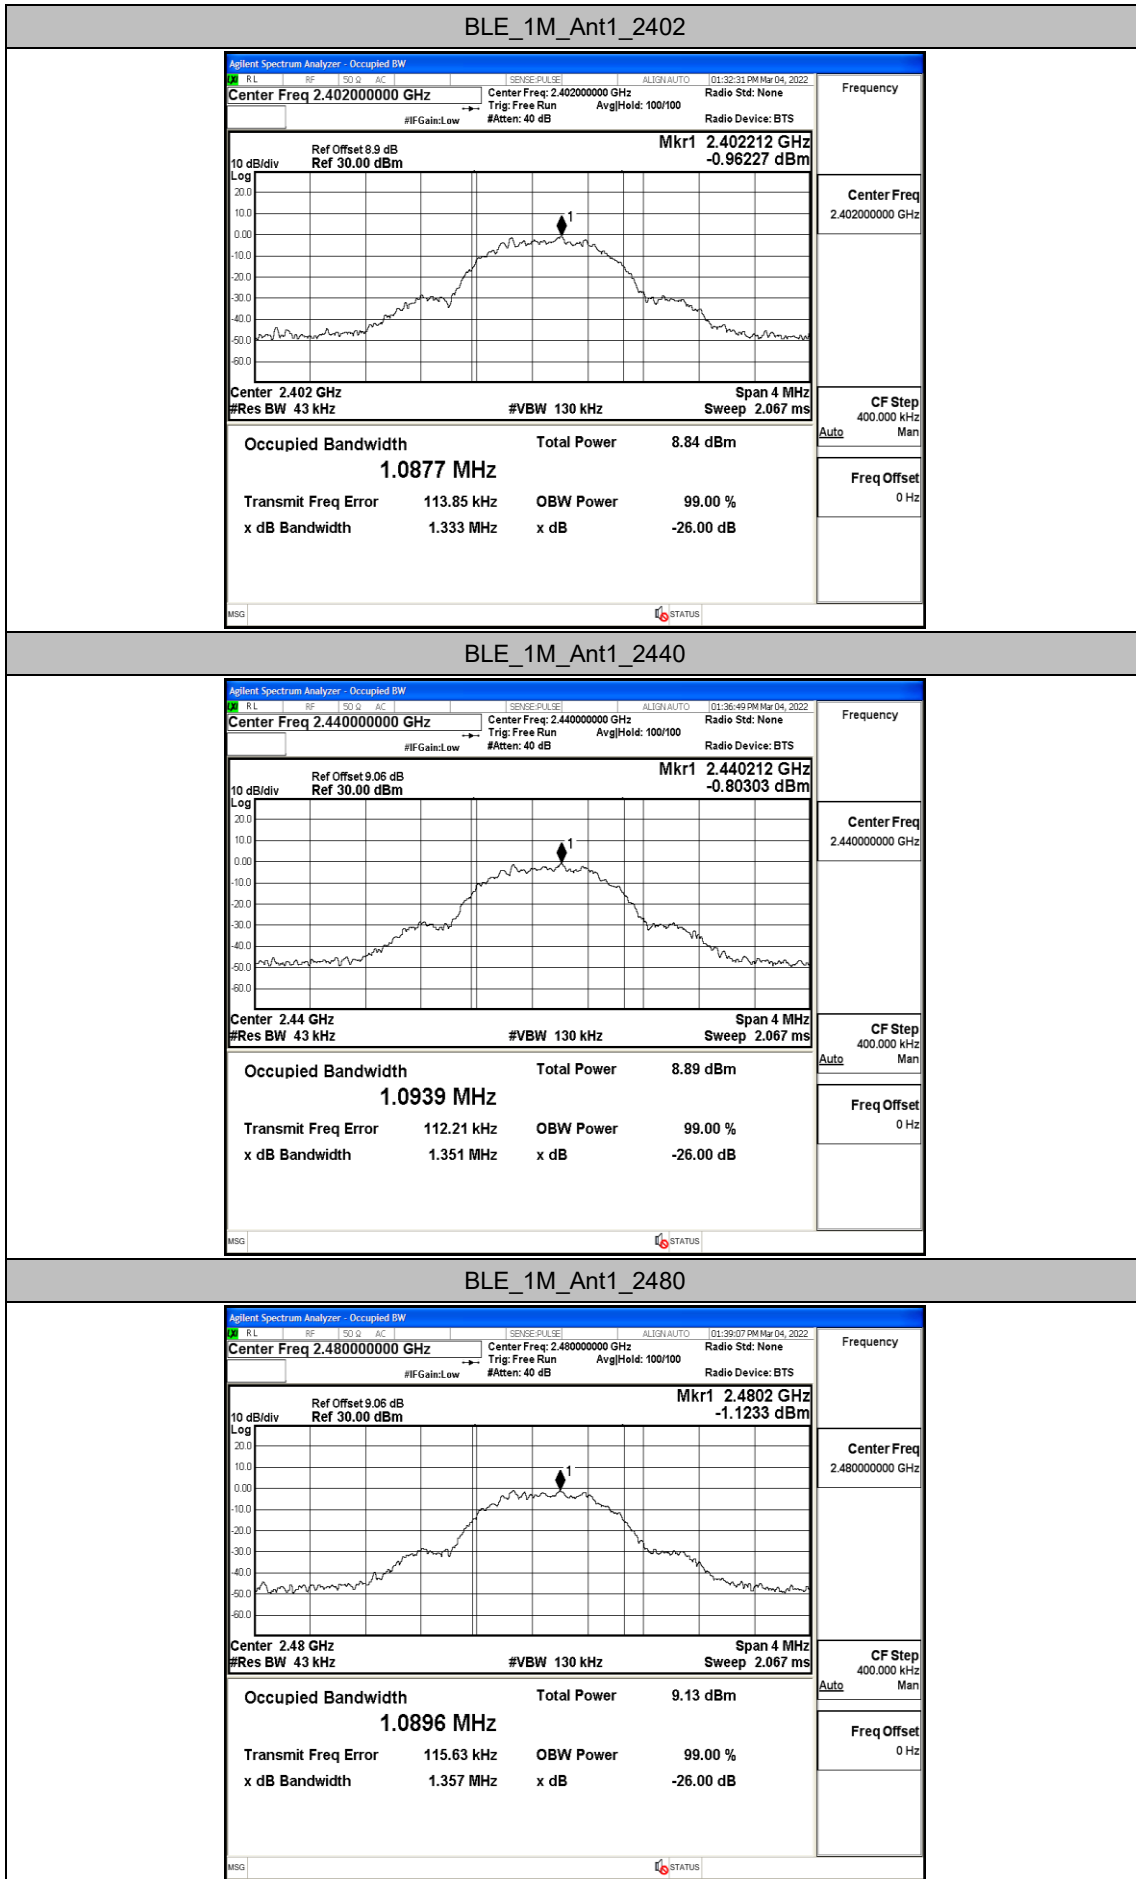 BLE_1M_Ant1_2402
Agilent Spectrum Analyzer - Occupied BW
LXI RL RF 50 Ω AC SENSE:PULSE ALIGN AUTO 01:32:31 PM Mar 04, 2022
Center Freq 2.402000000 GHz
Center Freq: 2.402000000 GHz Radio Std: None
Trig: Free Run Avg|Hold: 100/100
#IFGain:Low #Atten: 40 dB Radio Device: BTS
Mkr1 2.402212 GHz
-0.96227 dBm
Ref Offset 8.9 dB
10 dB/div Ref 30.00 dBm
Log
20.0
10.0
1
0.00
-10.0
-20.0
-30.0
-40.0
-50.0
-60.0
Center 2.402 GHz Span 4 MHz
#Res BW 43 kHz #VBW 130 kHz Sweep 2.067 ms
Occupied Bandwidth Total Power 8.84 dBm
1.0877 MHz
Transmit Freq Error 113.85 kHz OBW Power 99.00 %
x dB Bandwidth 1.333 MHz x dB -26.00 dB
MSG STATUS
Frequency
Center Freq
2.402000000 GHz
CF Step
400.000 kHz
Auto Man
Freq Offset
0 Hz
BLE_1M_Ant1_2440
Agilent Spectrum Analyzer - Occupied BW
LXI RL RF 50 Ω AC SENSE:PULSE ALIGN AUTO 01:36:49 PM Mar 04, 2022
Center Freq 2.440000000 GHz
Center Freq: 2.440000000 GHz Radio Std: None
Trig: Free Run Avg|Hold: 100/100
#IFGain:Low #Atten: 40 dB Radio Device: BTS
Mkr1 2.440212 GHz
-0.80303 dBm
Ref Offset 9.06 dB
10 dB/div Ref 30.00 dBm
Log
20.0
10.0
1
0.00
-10.0
-20.0
-30.0
-40.0
-50.0
-60.0
Center 2.44 GHz Span 4 MHz
#Res BW 43 kHz #VBW 130 kHz Sweep 2.067 ms
Occupied Bandwidth Total Power 8.89 dBm
1.0939 MHz
Transmit Freq Error 112.21 kHz OBW Power 99.00 %
x dB Bandwidth 1.351 MHz x dB -26.00 dB
MSG STATUS
Frequency
Center Freq
2.440000000 GHz
CF Step
400.000 kHz
Auto Man
Freq Offset
0 Hz
BLE_1M_Ant1_2480
Agilent Spectrum Analyzer - Occupied BW
LXI RL RF 50 Ω AC SENSE:PULSE ALIGN AUTO 01:39:07 PM Mar 04, 2022
Center Freq 2.480000000 GHz
Center Freq: 2.480000000 GHz Radio Std: None
Trig: Free Run Avg|Hold: 100/100
#IFGain:Low #Atten: 40 dB Radio Device: BTS
Mkr1 2.4802 GHz
-1.1233 dBm
Ref Offset 9.06 dB
10 dB/div Ref 30.00 dBm
Log
20.0
10.0
1
0.00
-10.0
-20.0
-30.0
-40.0
-50.0
-60.0
Center 2.48 GHz Span 4 MHz
#Res BW 43 kHz #VBW 130 kHz Sweep 2.067 ms
Occupied Bandwidth Total Power 9.13 dBm
1.0896 MHz
Transmit Freq Error 115.63 kHz OBW Power 99.00 %
x dB Bandwidth 1.357 MHz x dB -26.00 dB
MSG STATUS
Frequency
Center Freq
2.480000000 GHz
CF Step
400.000 kHz
Auto Man
Freq Offset
0 Hz